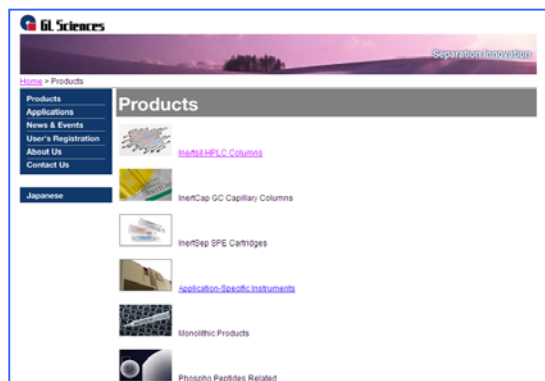 GL Sciences
Separation Innovation
Home > Products
Products
Applications
News & Events
User's Registration
About Us
Contact Us
Japanese
Products
Inertsil HPLC Columns
InertCap GC Capillary Columns
InertSep SPE Cartridges
Application-Specific Instruments
Monolithic Products
Phospho Peptides Related